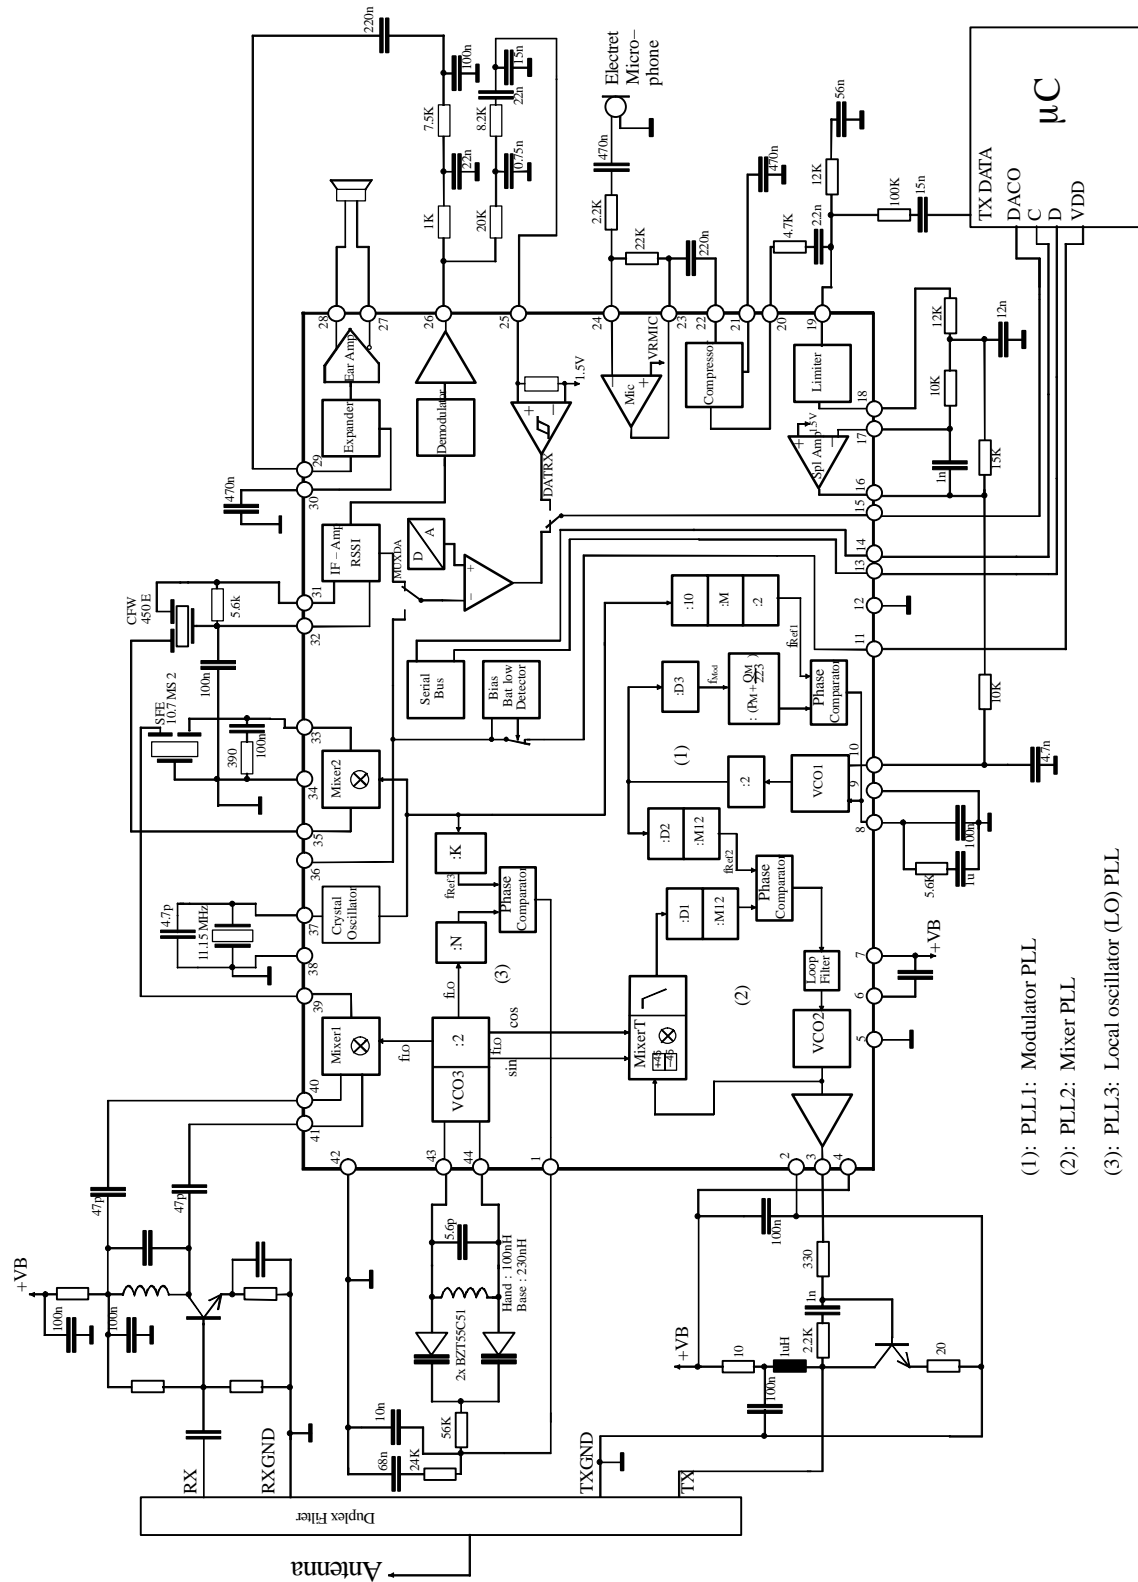 Antenna
Duplex Filter
RX
RXGND
TXGND
TX
+VB
100n
100n
47p
47p
10n
68n
24K
56K
2x BZT55C51
5.6p
Hand : 100nH
Base : 230nH
+VB
10
100n
1uH
2.2K
1n
330
20
100n
42
43
44
1
2
3
4
41
40
39
38
37
36
35
34
33
32
31
30
29
28
27
26
25
24
23
22
21
20
19
18
17
16
15
14
13
12
11
10
9
8
7
6
5
4.7p
11.15 MHz
SFE
10.7 MS 2
390
100n
100n
CFW
450 E
5.6k
470n
220n
Mixer1
Crystal
Oscillator
Mixer2
IF – Amp
RSSI
Expander
Ear Amp
Demodulator
VCO3
:2
fLO
fLO
fLO
sin
cos
:N
:K
fRef3
Phase
Comparator
(3)
MixerT
+45
−45
:D1
:M12
:D2
:M12
fRef2
Phase
Comparator
Loop
Filter
VCO2
(2)
VCO1
:2
(1)
:D3
fMod
: (PM + QM )
223
Phase
Comparator
fRef1
:10
:M
:2
Serial
Bus
Bias
Bat low
Detector
MUXDA
D
A
DATRX
1.5V
Mic
VRMIC
Compressor
Limiter
Spl Amp
1.5V
1K
22n
7.5K
100n
20K
0.75n
8.2K
22n
15n
Electret
Micro–
phone
470n
2.2K
22K
220n
470n
4.7K
2.2n
12K
56n
100K
15n
µC
TX DATA
DACO
C
D
VDD
12K
12n
10K
1n
15K
10K
4.7n
100n
5.6K
1u
+VB
(1): PLL1: Modulator PLL
(2): PLL2: Mixer PLL
(3): PLL3: Local oscillator (LO) PLL